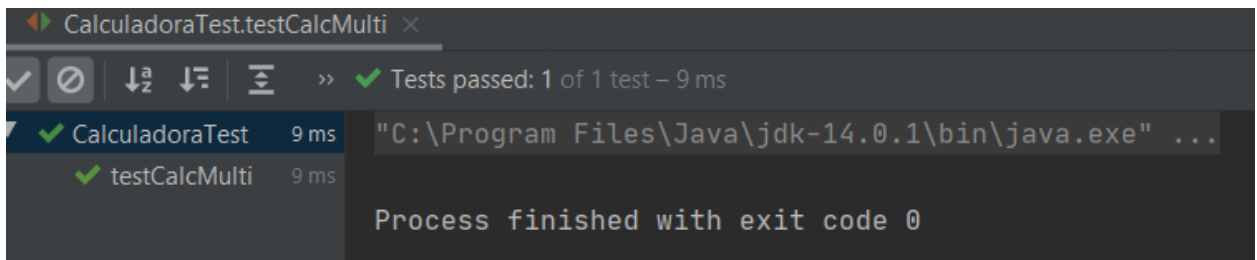 CalculadoraTest.testCalcMulti
Tests passed: 1 of 1 test – 9 ms
CalculadoraTest 9 ms
"C:\Program Files\Java\jdk-14.0.1\bin\java.exe" ...
testCalcMulti 9 ms
Process finished with exit code 0